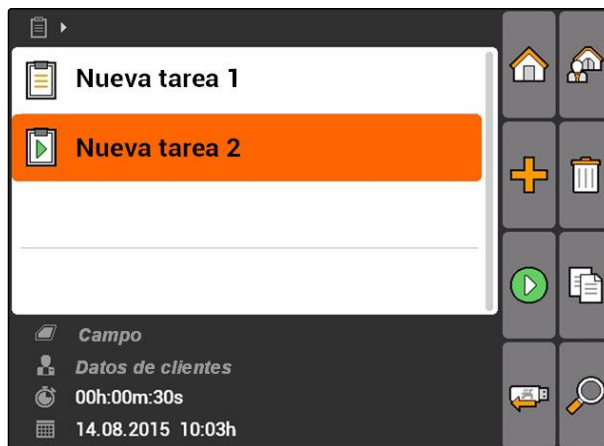 Nueva tarea 1
Nueva tarea 2
Campo
Datos de clientes
00h:00m:30s
14.08.2015 10:03h